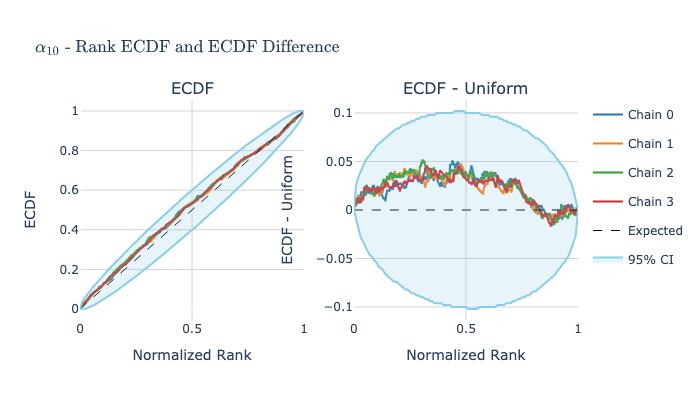 α₁₀ - Rank ECDF and ECDF Difference
ECDF
ECDF - Uniform
ECDF
1
0.8
0.6
0.4
0.2
0
0
0.5
1
Normalized Rank
ECDF - Uniform
0.1
0.05
0
−0.05
−0.1
0
0.5
1
Normalized Rank
Chain 0
Chain 1
Chain 2
Chain 3
Expected
95% CI